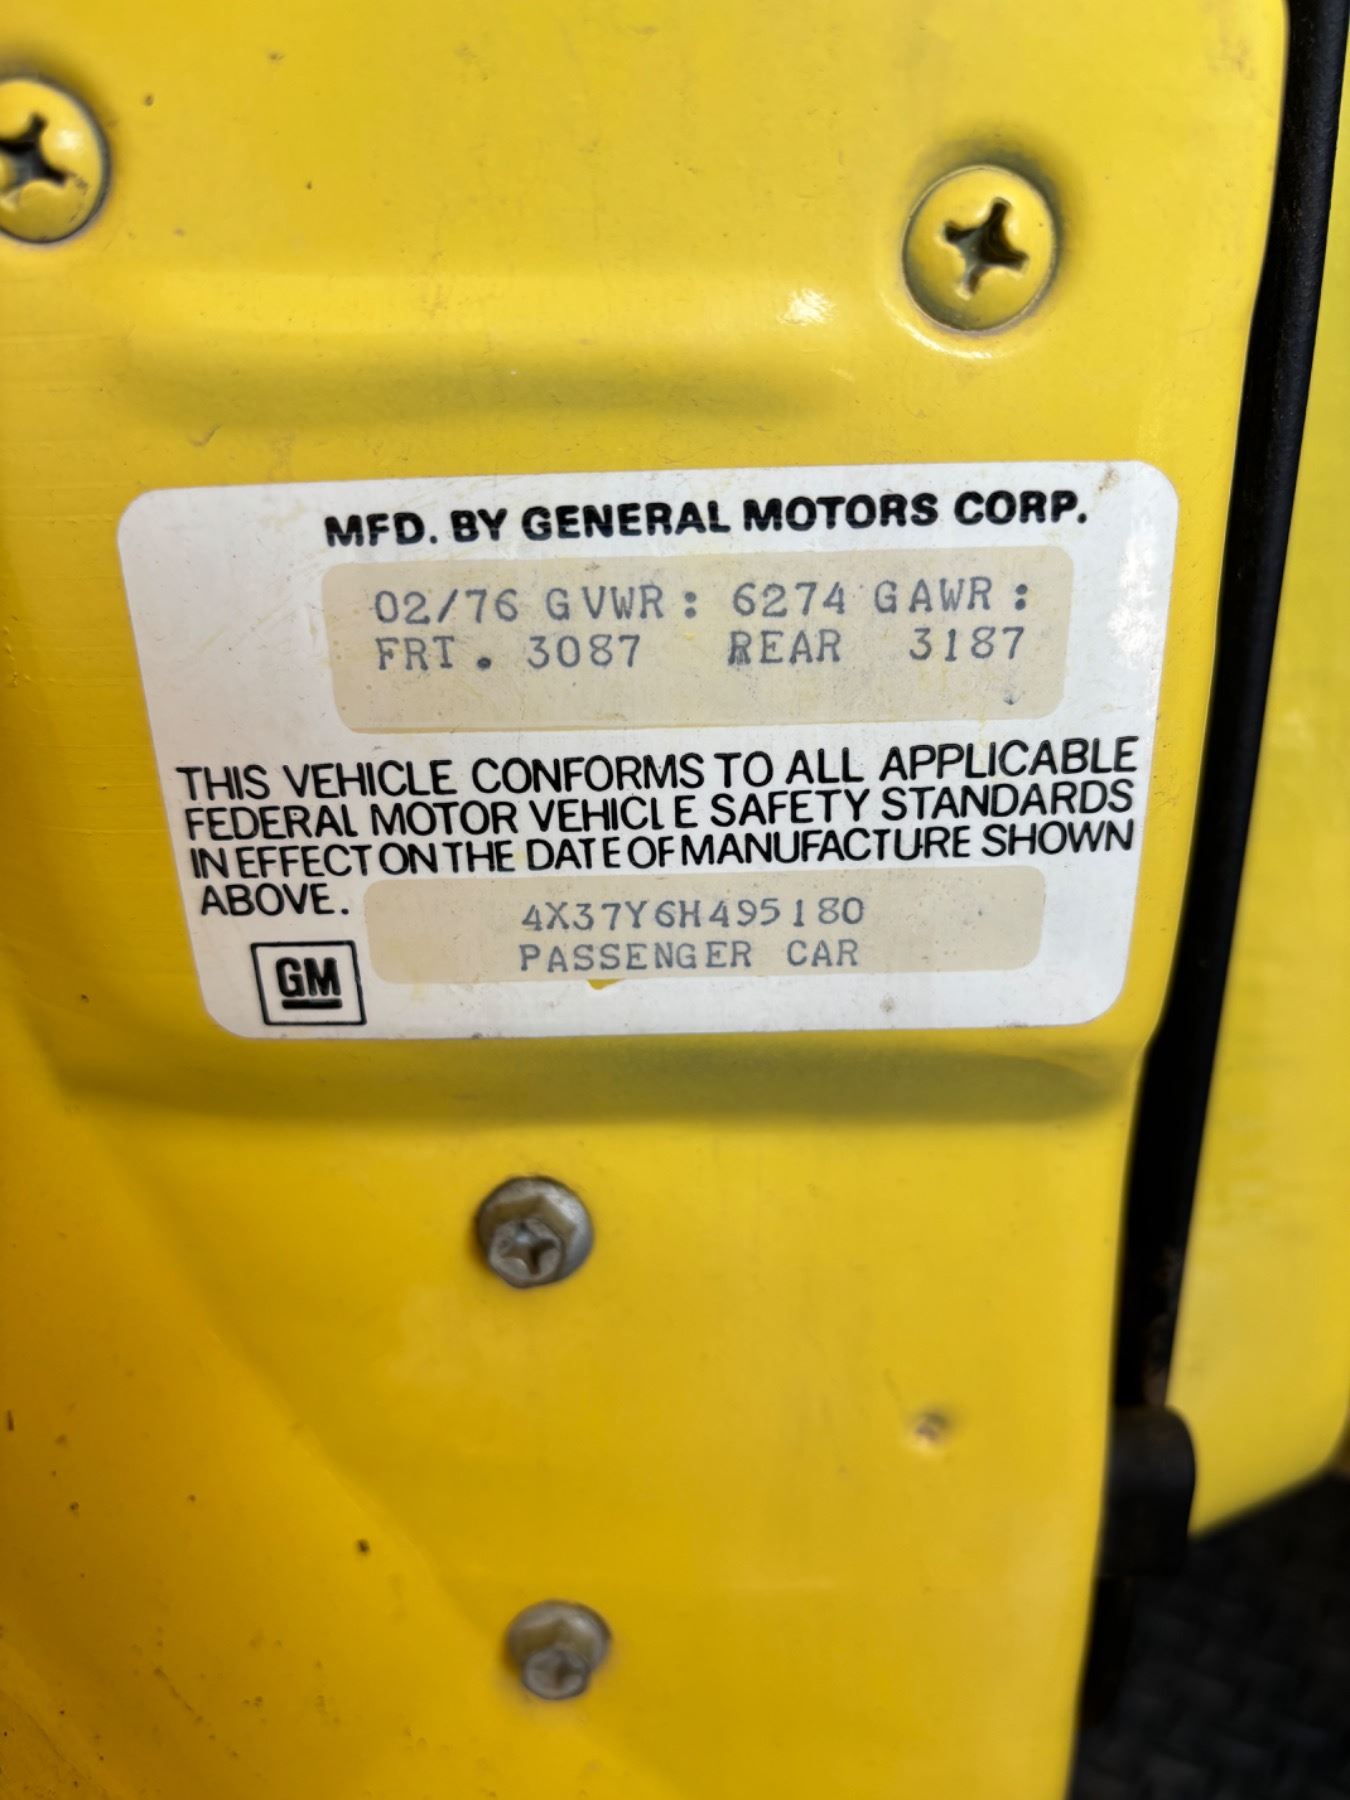 MFD. BY GENERAL MOTORS CORP.
02/76 GVWR: 6274 GAWR:
FRT. 3087 REAR 3187
THIS VEHICLE CONFORMS TO ALL APPLICABLE
FEDERAL MOTOR VEHICLE SAFETY STANDARDS
IN EFFECT ON THE DATE OF MANUFACTURE SHOWN
ABOVE.
4X37Y6H495180
PASSENGER CAR
GM